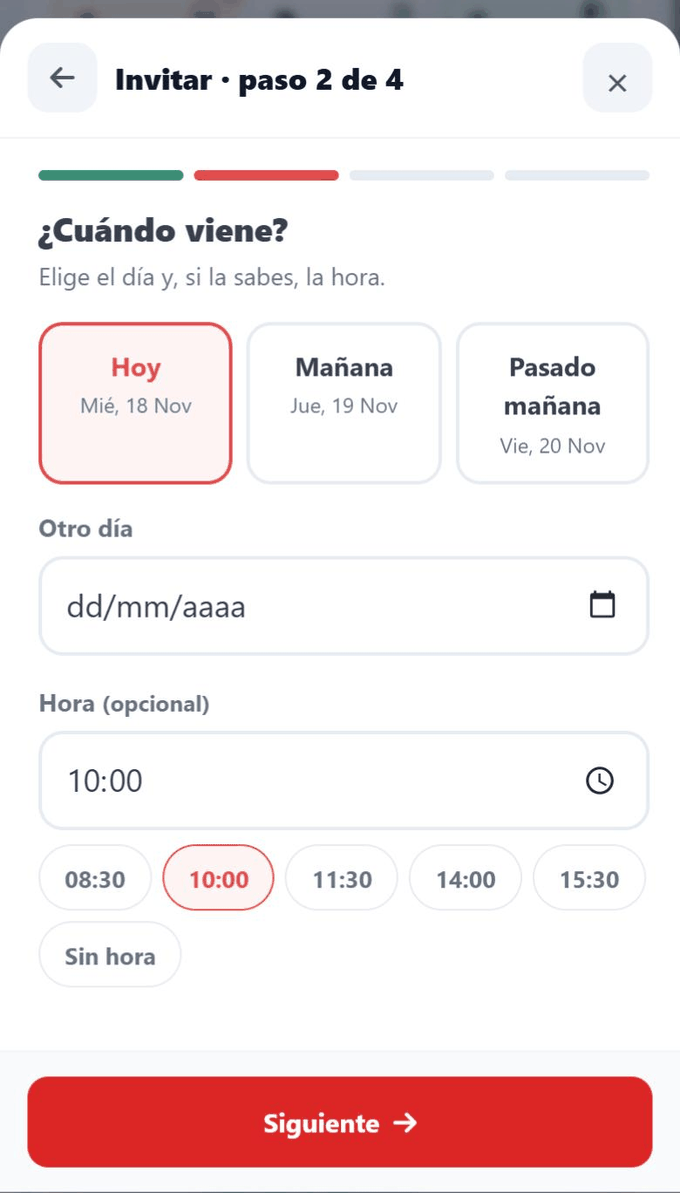 Invitar · paso 2 de 4
¿Cuándo viene?
Elige el día y, si la sabes, la hora.
Hoy
Mié, 18 Nov
Mañana
Jue, 19 Nov
Pasado
mañana
Vie, 20 Nov
Otro día
dd/mm/aaaa
Hora (opcional)
10:00
08:30
10:00
11:30
14:00
15:30
Sin hora
Siguiente →